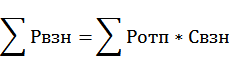 ∑ Рвзн = ∑ Ротп ∗ Свзн